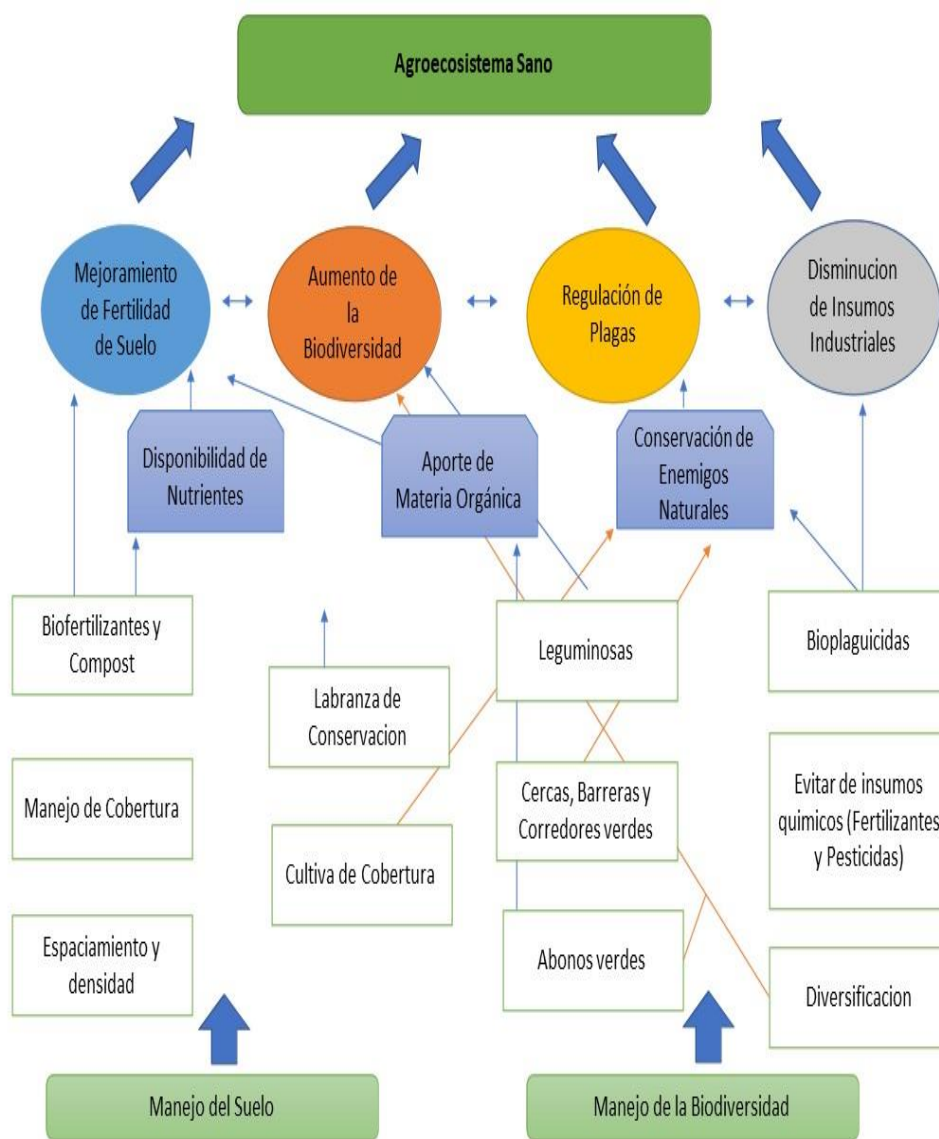 Agroecosistema Sano
Mejoramiento
de Fertilidad
de Suelo
Aumento de
la
Biodiversidad
Regulación de
Plagas
Disminucion
de Insumos
Industriales
Disponibilidad de
Nutrientes
Aporte de
Materia Orgánica
Conservación de
Enemigos
Naturales
Biofertilizantes y
Compost
Labranza de
Conservacion
Leguminosas
Bioplaguicidas
Manejo de Cobertura
Cultiva de Cobertura
Cercas, Barreras y
Corredores verdes
Evitar de insumos
quimicos (Fertilizantes
y Pesticidas)
Espaciamiento y
densidad
Abonos verdes
Diversificacion
Manejo del Suelo
Manejo de la Biodiversidad